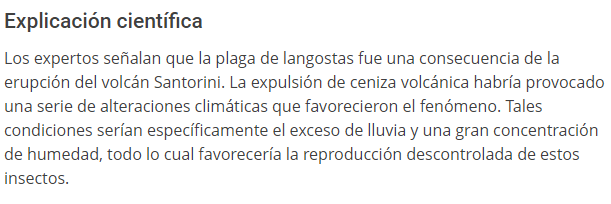 Explicación científica
Los expertos señalan que la plaga de langostas fue una consecuencia de la
erupción del volcán Santorini. La expulsión de ceniza volcánica habría provocado
una serie de alteraciones climáticas que favorecieron el fenómeno. Tales
condiciones serían específicamente el exceso de lluvia y una gran concentración
de humedad, todo lo cual favorecería la reproducción descontrolada de estos
insectos.